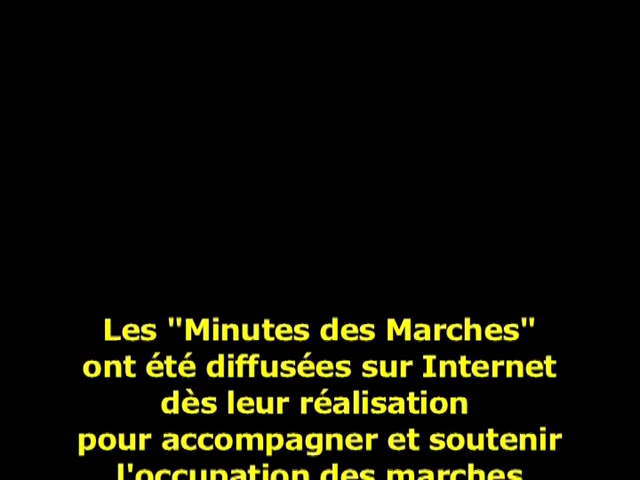 Les "Minutes des Marches"
ont été diffusées sur Internet
dès leur réalisation
pour accompagner et soutenir
l'occupation des marches